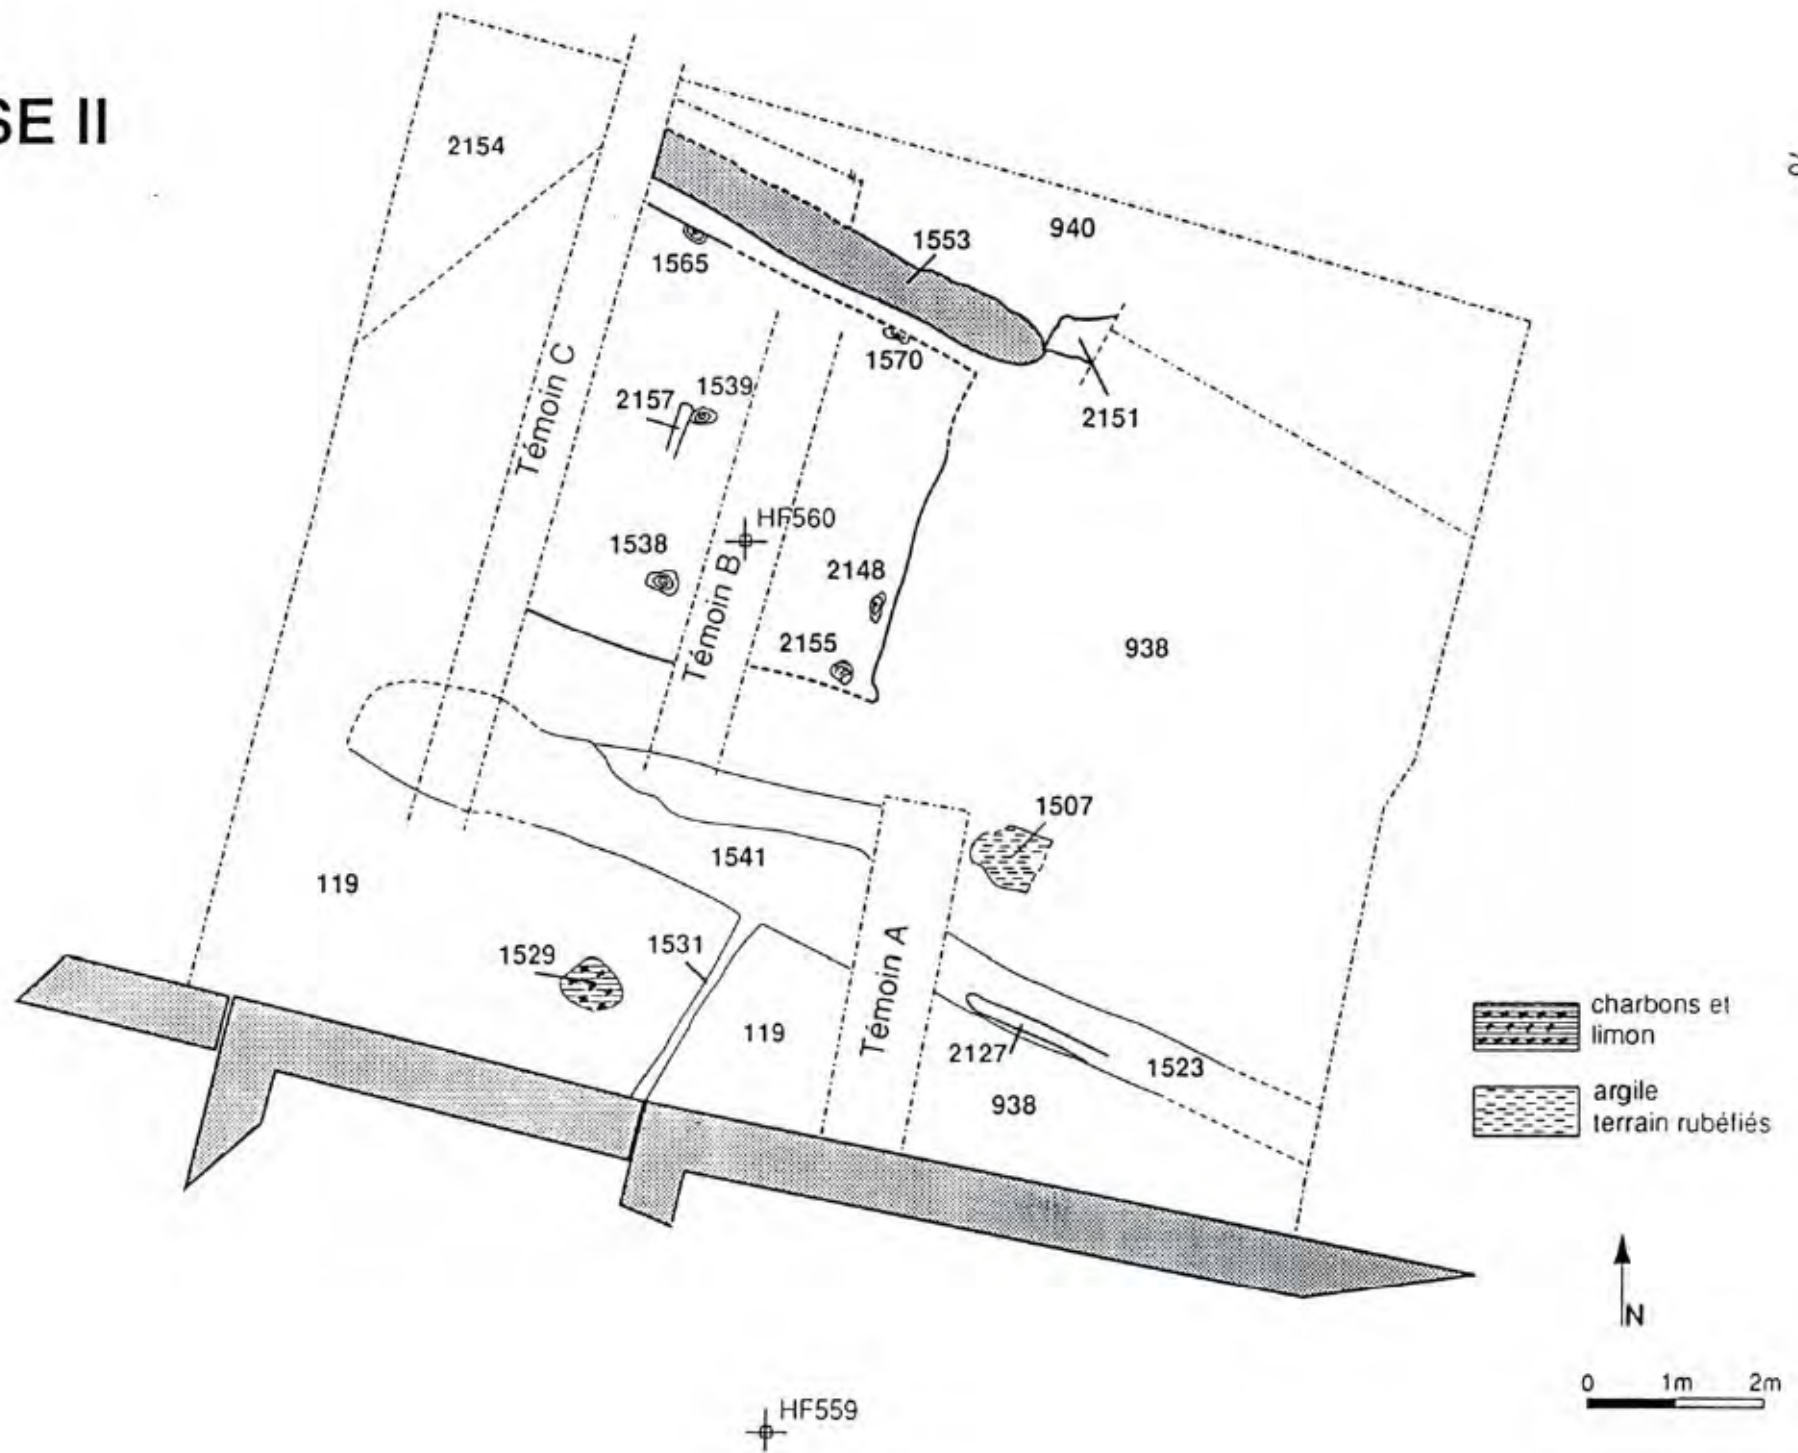 SE II
2154
940
1553
1565
1570
2151
Témoin C
1539
2157
HF560
1538
2148
Témoin B
2155
938
1507
1541
119
1529
1531
Témoin A
119
2127
1523
938
charbons et
limon
argile
terrain rubéfiés
N
0 1m 2m
HF559